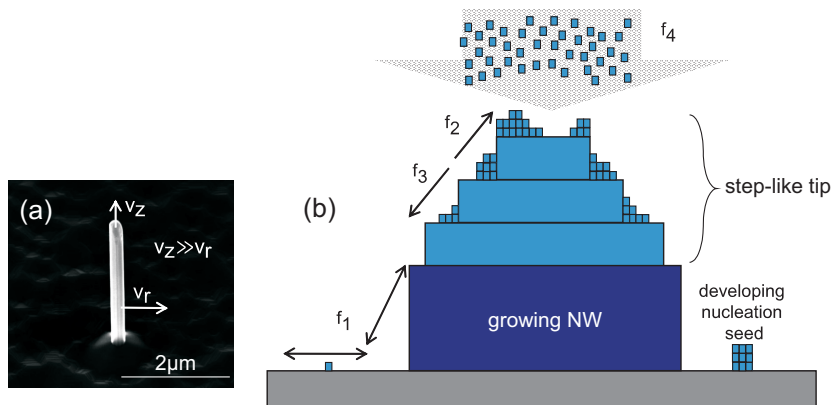 (a)
v_z
v_z≫v_r
v_r
2μm
(b)
f_4
f_2
f_3
step-like tip
f_1
growing NW
developing
nucleation
seed